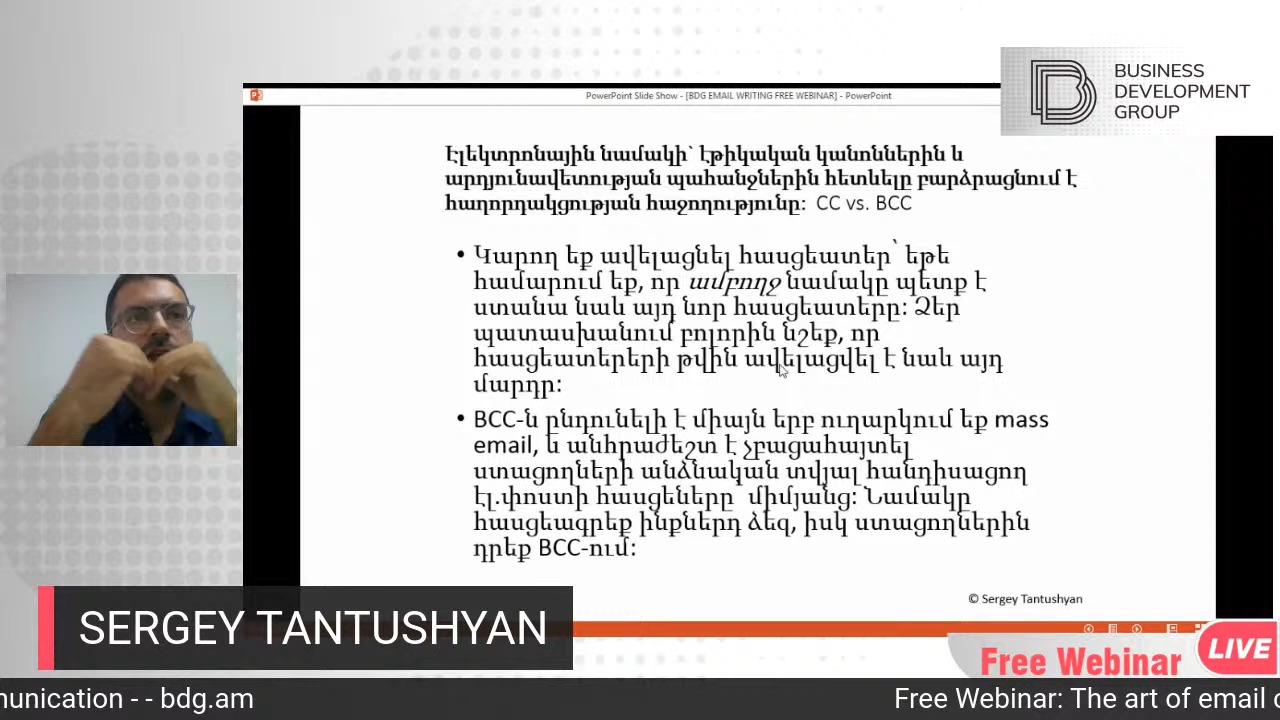 BUSINESS
DEVELOPMENT
GROUP
PowerPoint Slide Show - [BDG EMAIL WRITING FREE WEBINAR] - PowerPoint
Էլեկտրոնային նամակի՝ էթիկական կանոններին և
արդյունավետության պահանջներին հետևելը բարձրացնում է
հաղորդակցության հաջողությունը: CC vs. BCC
• Կարող եք ավելացնել հասցեատեր՝ եթե
համարում եք, որ ամբողջ նամակը պետք է
ստանա նաև այդ նոր հասցեատերը: Ձեր
պատասխանում բոլորին նշեք, որ
հասցեատերերի թվին ավելացվել է նաև այդ
մարդը:
• BCC-ն ընդունելի է միայն երբ ուղարկում եք mass
email, և անհրաժեշտ է չբացահայտել
ստացողների անձնական տվյալ հանդիսացող
էլ.փոստի հասցեները՝ միմյանց: Նամակը
հասցեագրեք ինքներդ ձեզ, իսկ ստացողներին
դրեք BCC-ում:
© Sergey Tantushyan
SERGEY TANTUSHYAN
Free Webinar LIVE
munication - - bdg.am Free Webinar: The art of email c